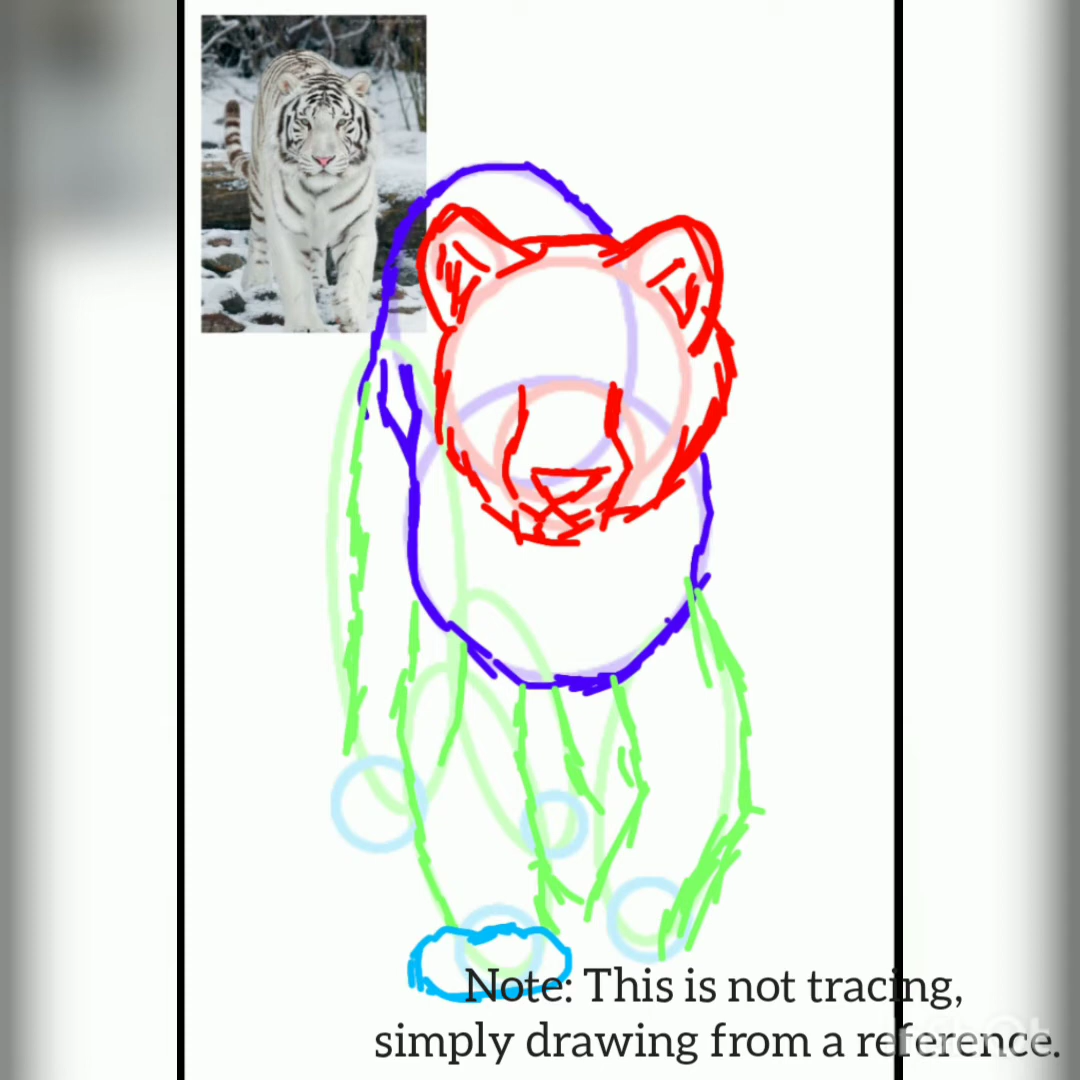 Note: This is not tracing,
simply drawing from a reference.